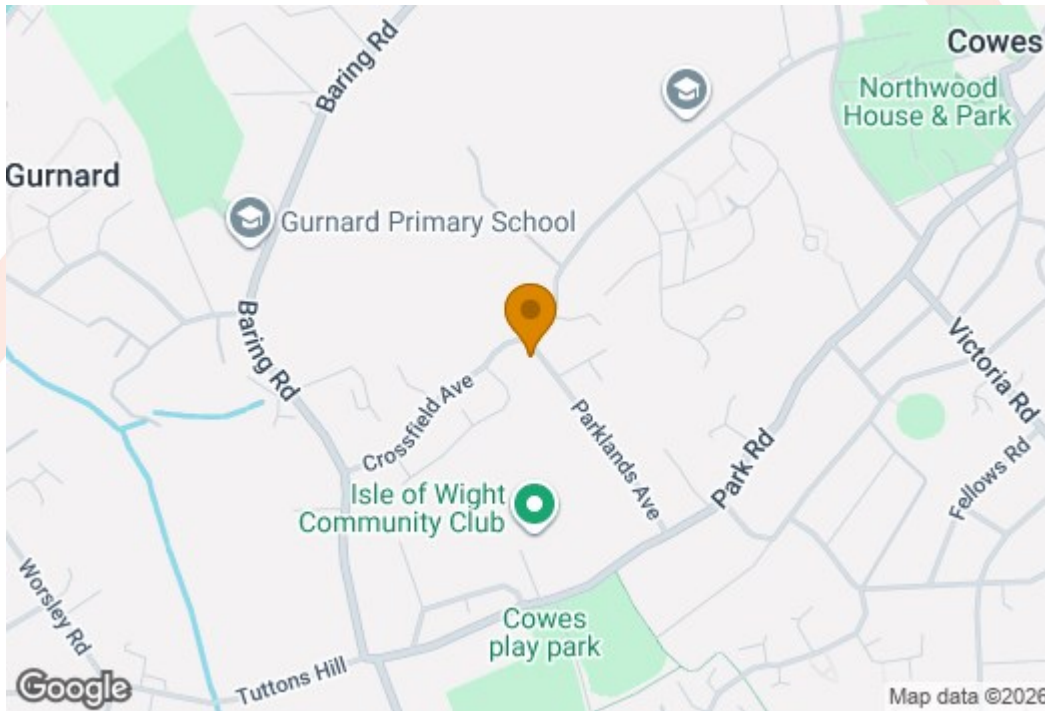 Cowes
Baring Rd
Northwood
House & Park
Gurnard
Gurnard Primary School
Baring Rd
Victoria Rd
Crossfield Ave
Parklands Ave
Park Rd
Fellows Rd
Isle of Wight
Community Club
Worsley Rd
Cowes
play park
Tuttons Hill
Google
Map data ©2026